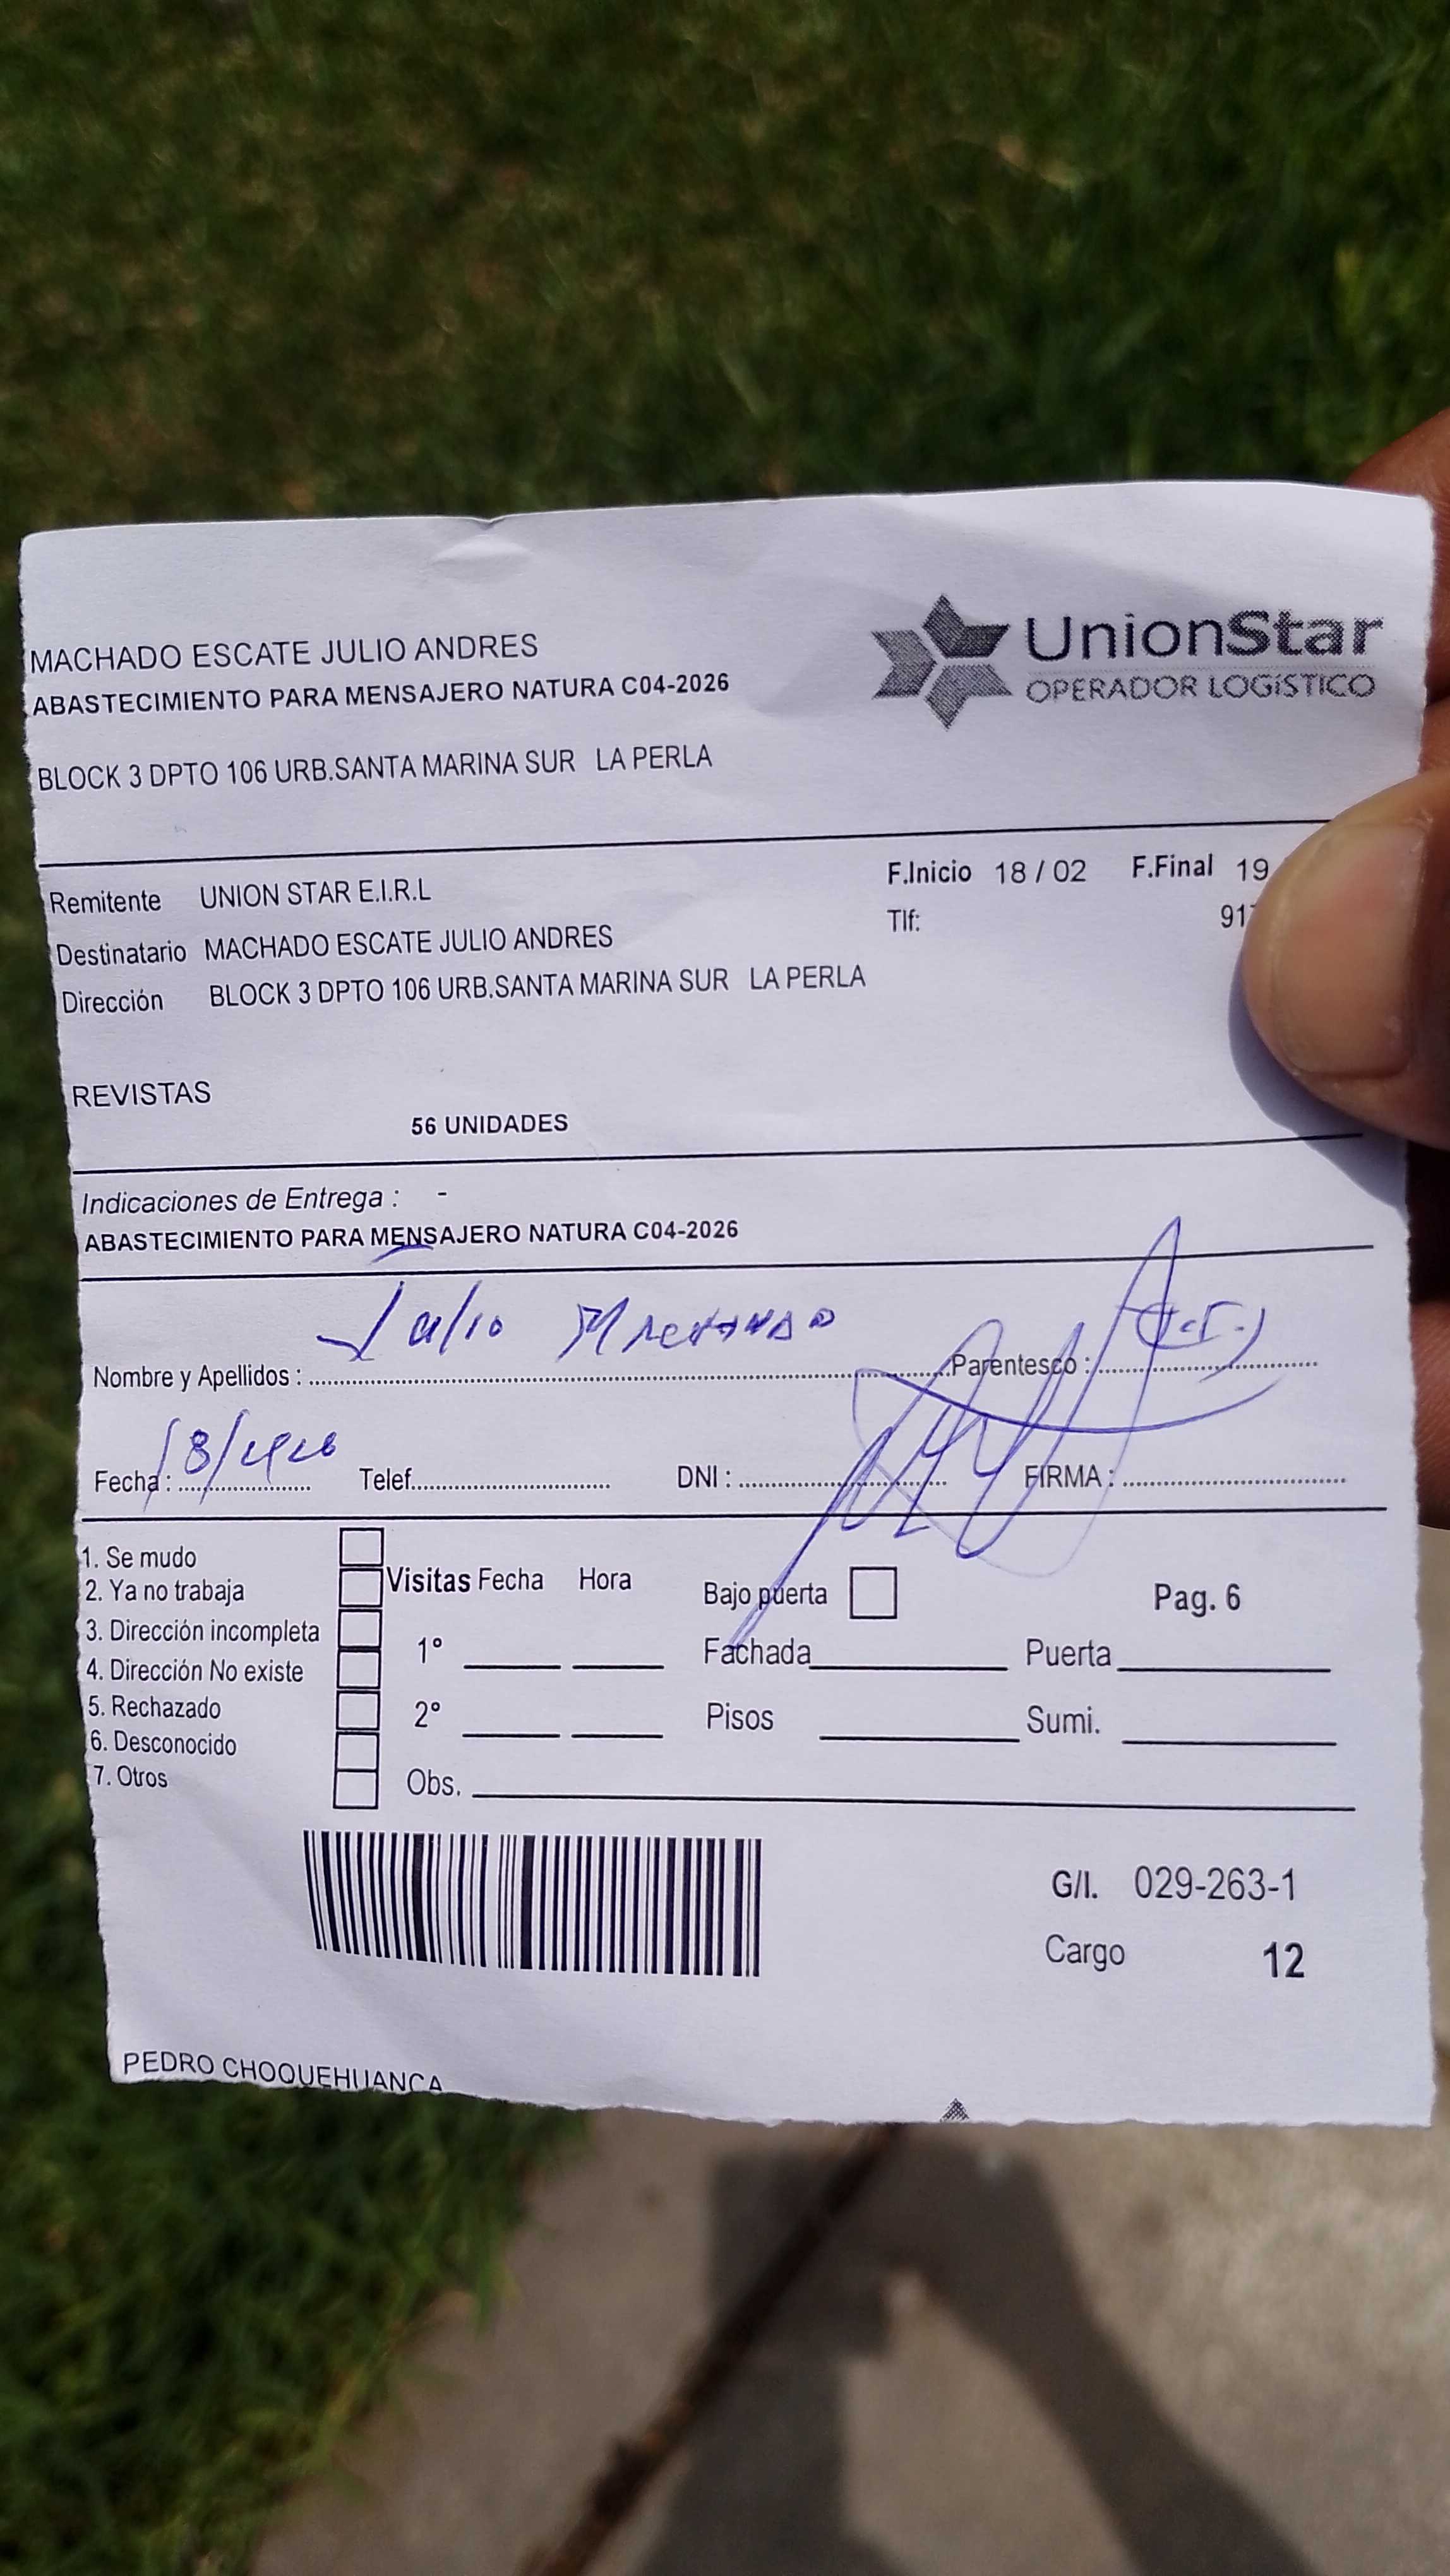 MACHADO ESCATE JULIO ANDRES
ABASTECIMIENTO PARA MENSAJERO NATURA C04-2026
UnionStar
OPERADOR LOGíSTICO
BLOCK 3 DPTO 106 URB.SANTA MARINA SUR LA PERLA
Remitente UNION STAR E.I.R.L F.Inicio 18 / 02 F.Final 19
Tlf: 91
Destinatario MACHADO ESCATE JULIO ANDRES
Dirección BLOCK 3 DPTO 106 URB.SANTA MARINA SUR LA PERLA
REVISTAS
56 UNIDADES
Indicaciones de Entrega : -
ABASTECIMIENTO PARA MENSAJERO NATURA C04-2026
Julio Machado
Nombre y Apellidos : Parentesco :
Fecha : Telef. DNI : FIRMA :
1. Se mudo
2. Ya no trabaja
3. Dirección incompleta
4. Dirección No existe
5. Rechazado
6. Desconocido
7. Otros
Visitas Fecha Hora Bajo puerta Pag. 6
1° Fachada Puerta
2° Pisos Sumi.
Obs.
G/I. 029-263-1
Cargo 12
PEDRO CHOQUEHUANCA